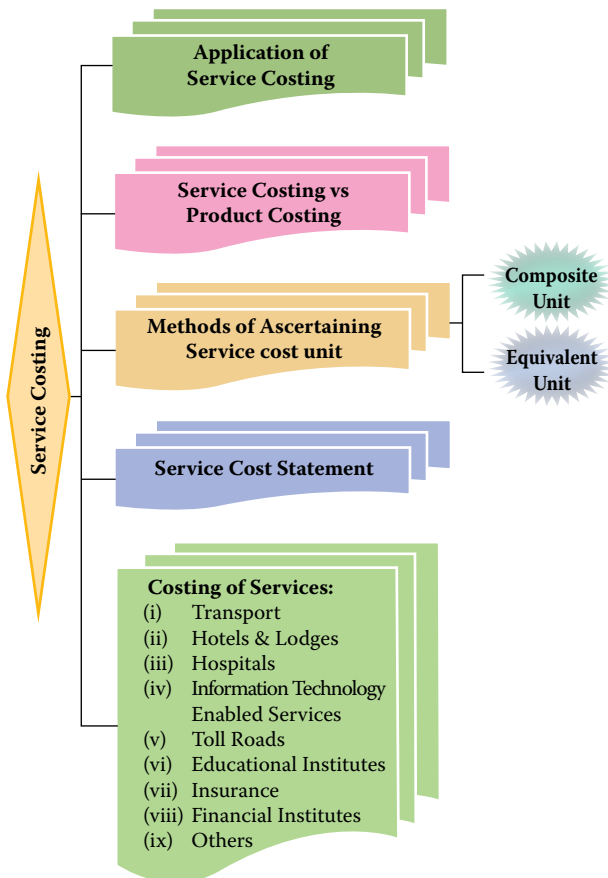 Service Costing
Application of
Service Costing
Service Costing vs
Product Costing
Methods of Ascertaining
Service cost unit
Composite
Unit
Equivalent
Unit
Service Cost Statement
Costing of Services:
(i) Transport
(ii) Hotels & Lodges
(iii) Hospitals
(iv) Information Technology
Enabled Services
(v) Toll Roads
(vi) Educational Institutes
(vii) Insurance
(viii) Financial Institutes
(ix) Others